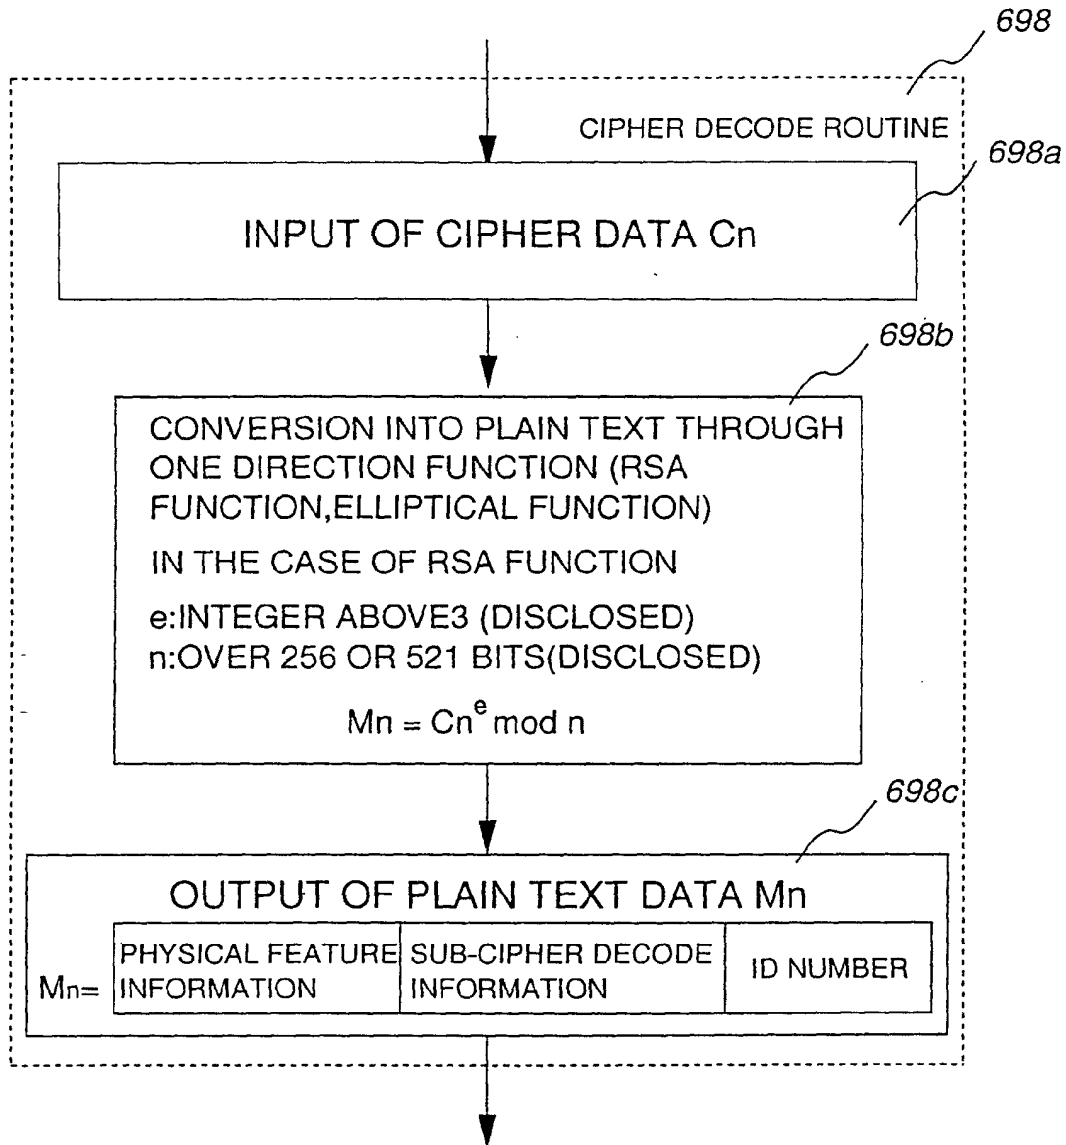 698
CIPHER DECODE ROUTINE
698a
INPUT OF CIPHER DATA Cn
698b
CONVERSION INTO PLAIN TEXT THROUGH
ONE DIRECTION FUNCTION (RSA
FUNCTION,ELLIPTICAL FUNCTION)
IN THE CASE OF RSA FUNCTION
e:INTEGER ABOVE3 (DISCLOSED)
n:OVER 256 OR 521 BITS(DISCLOSED)
Mn = Cn^e mod n
698c
OUTPUT OF PLAIN TEXT DATA Mn
Mn=
PHYSICAL FEATURE
INFORMATION
SUB-CIPHER DECODE
INFORMATION
ID NUMBER